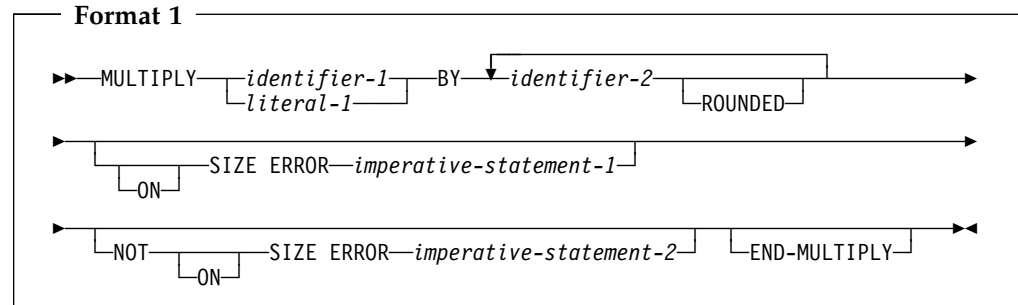 Format 1
MULTIPLY identifier-1 BY identifier-2
literal-1 ROUNDED
SIZE ERROR imperative-statement-1
ON
NOT SIZE ERROR imperative-statement-2 END-MULTIPLY
ON